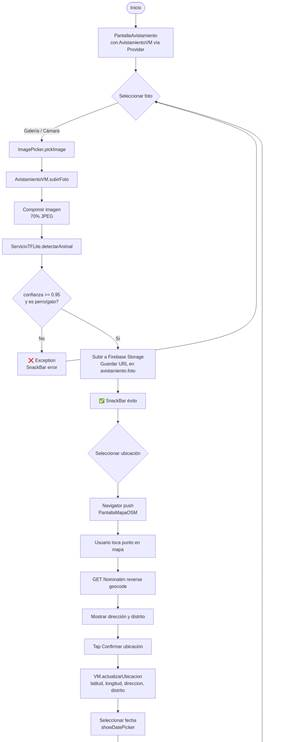 Inicio
PantallaAvistamiento
con AvistamientoVM vía
Provider
Seleccionar foto
Galería / Cámara
ImagePicker.pickImage
AvistamientoVM.subirFoto
Comprimir imagen
70% JPEG
ServicioTFLite.detectarAnimal
confianza >= 0.95
y es perro/gato?
No
Sí
❌ Exception
SnackBar error
Subir a Firebase Storage
Guardar URL en
avistamiento.foto
✅ SnackBar éxito
Seleccionar ubicación
Navigator push
PantallaMapaOSM
Usuario toca punto en
mapa
GET Nominatim reverse
geocode
Mostrar dirección y distrito
Tap Confirmar ubicación
VM.actualizarUbicacion
latitud, longitud, direccion,
distrito
Seleccionar fecha
showDatePicker